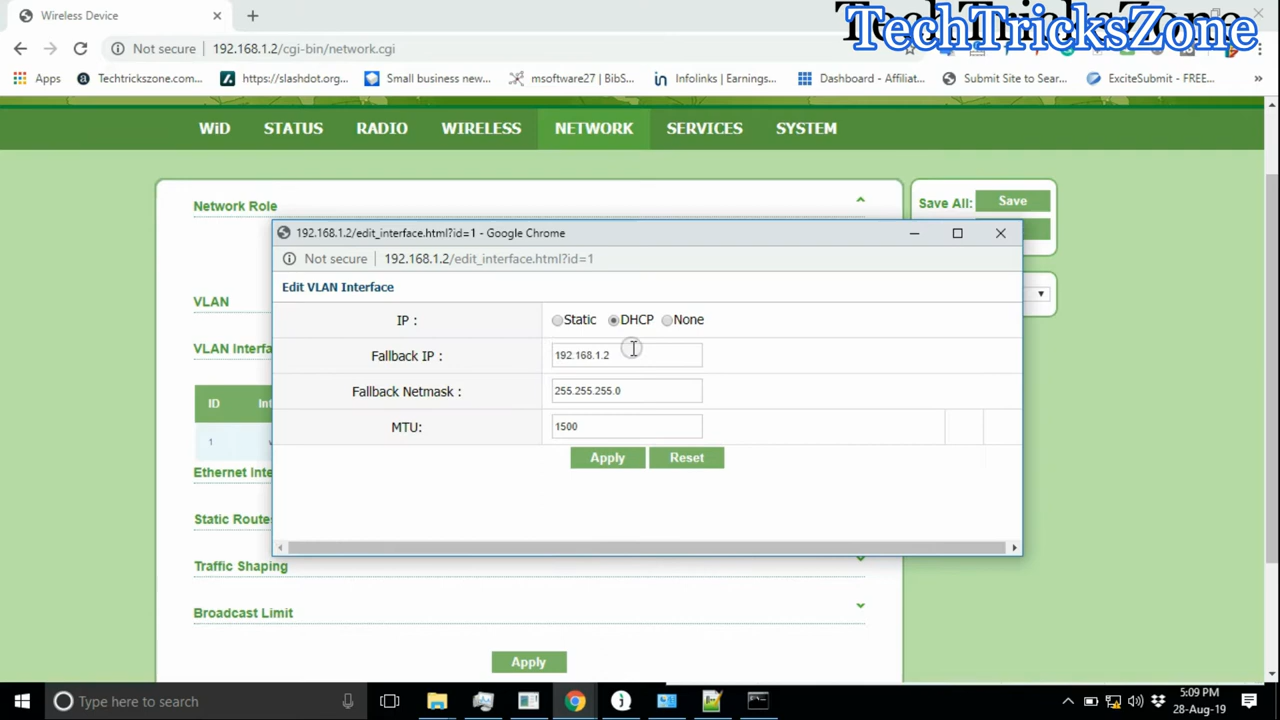 Wireless Device
TechTricksZone
TechTricksZone
Not secure 192.168.1.2/cgi-bin/network.cgi
Apps Techtrickszone.com... https://slashdot.org... Small business new... msoftware27 | BibS... Infolinks | Earnings... Dashboard - Affiliat... Submit Site to Sear... ExciteSubmit - FREE... »
WiD STATUS RADIO WIRELESS NETWORK SERVICES SYSTEM
Network Role
Save All: Save
192.168.1.2/edit_interface.html?id=1 - Google Chrome
Not secure 192.168.1.2/edit_interface.html?id=1
Edit VLAN Interface
VLAN
IP : Static DHCP None
VLAN Interfa
Fallback IP : 192.168.1.2
Fallback Netmask : 255.255.255.0
ID Int
MTU: 1500
1 v
Apply Reset
Ethernet Inte
Static Route
Traffic Shaping
Broadcast Limit
Apply
Type here to search
5:09 PM
28-Aug-19